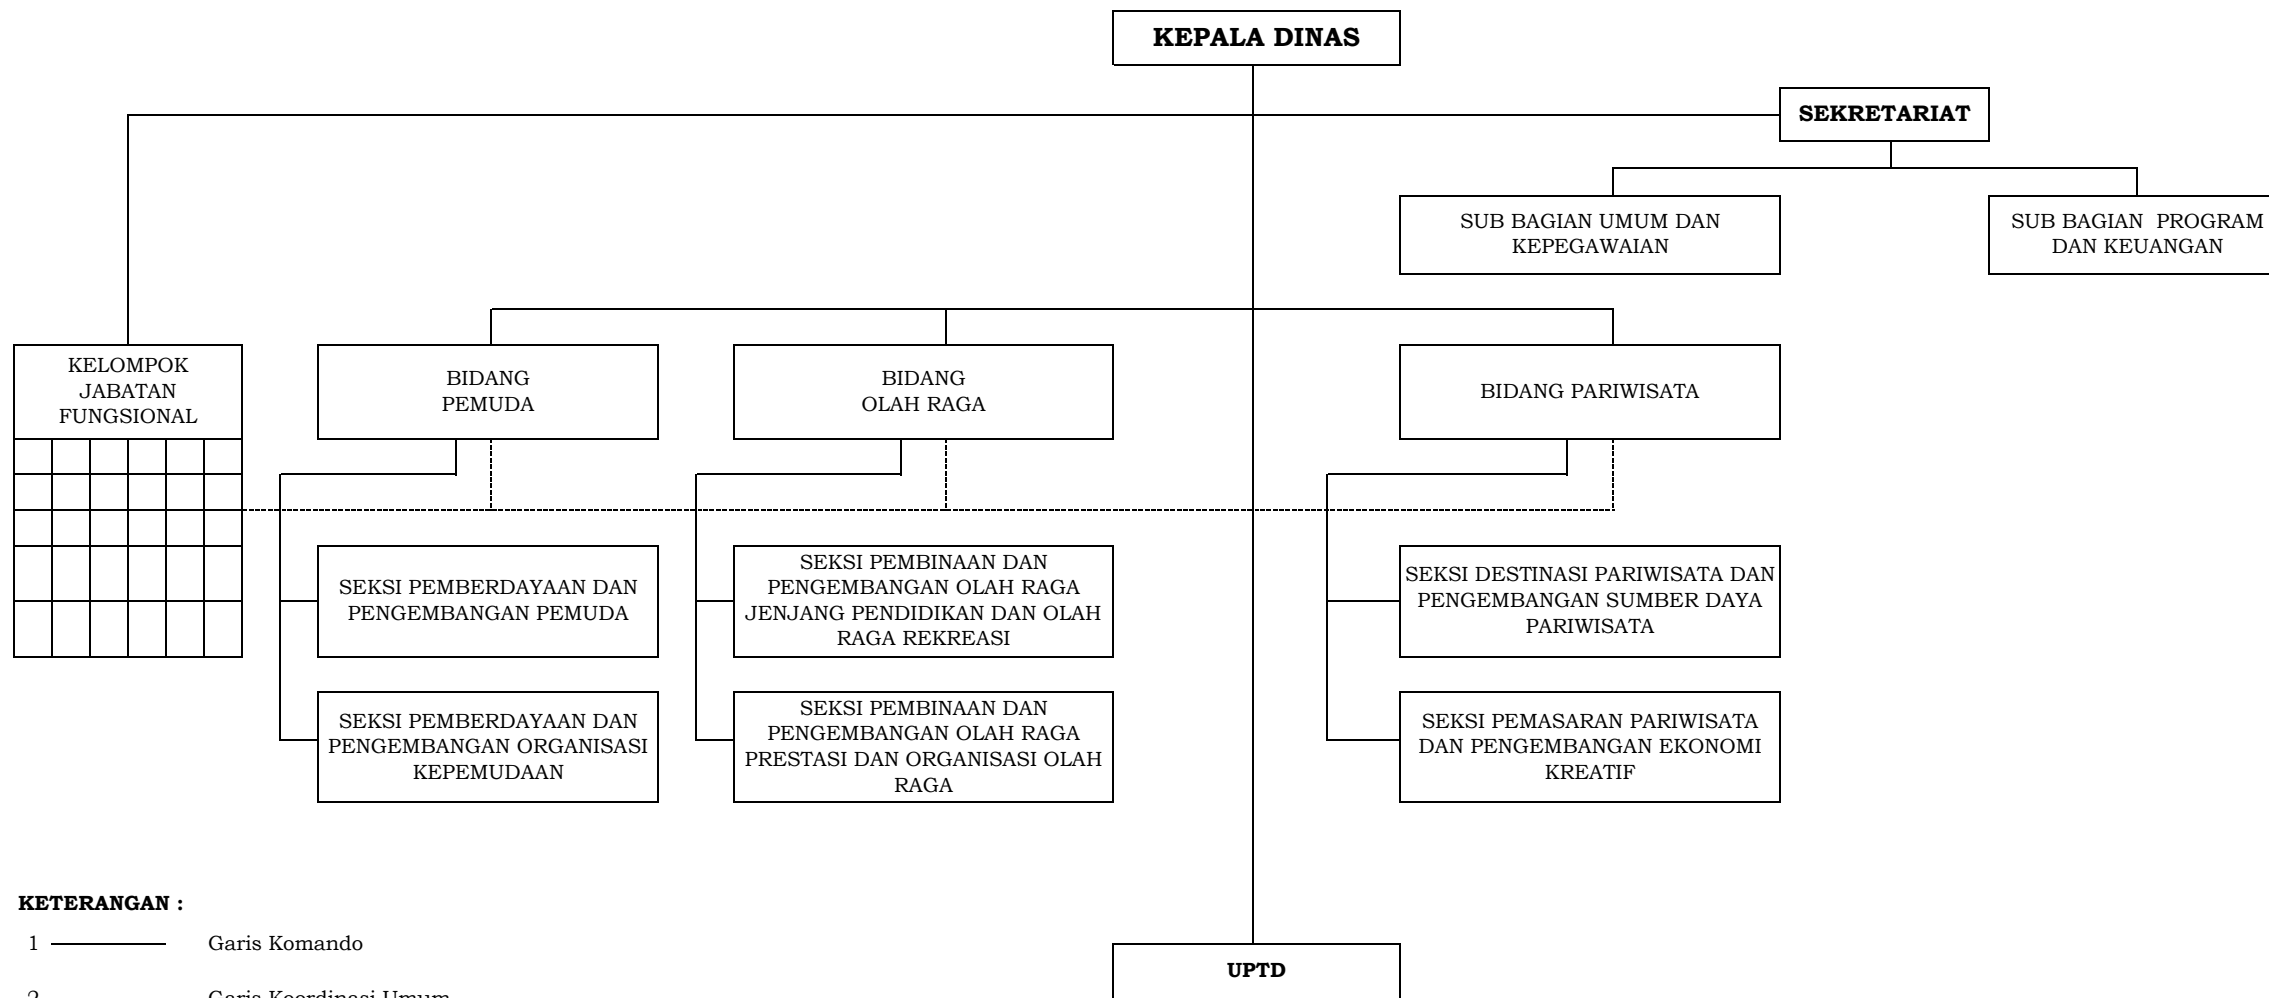 KEPALA DINAS
SEKRETARIAT
SUB BAGIAN UMUM DAN
KEPEGAWAIAN
SUB BAGIAN PROGRAM
DAN KEUANGAN
KELOMPOK
JABATAN
FUNGSIONAL
BIDANG
PEMUDA
BIDANG
OLAH RAGA
BIDANG PARIWISATA
SEKSI PEMBERDAYAAN DAN
PENGEMBANGAN PEMUDA
SEKSI PEMBINAAN DAN
PENGEMBANGAN OLAH RAGA
JENJANG PENDIDIKAN DAN OLAH
RAGA REKREASI
SEKSI DESTINASI PARIWISATA DAN
PENGEMBANGAN SUMBER DAYA
PARIWISATA
SEKSI PEMBERDAYAAN DAN
PENGEMBANGAN ORGANISASI
KEPEMUDAAN
SEKSI PEMBINAAN DAN
PENGEMBANGAN OLAH RAGA
PRESTASI DAN ORGANISASI OLAH
RAGA
SEKSI PEMASARAN PARIWISATA
DAN PENGEMBANGAN EKONOMI
KREATIF
KETERANGAN :
1 Garis Komando
UPTD
2 Garis Koordinasi Umum